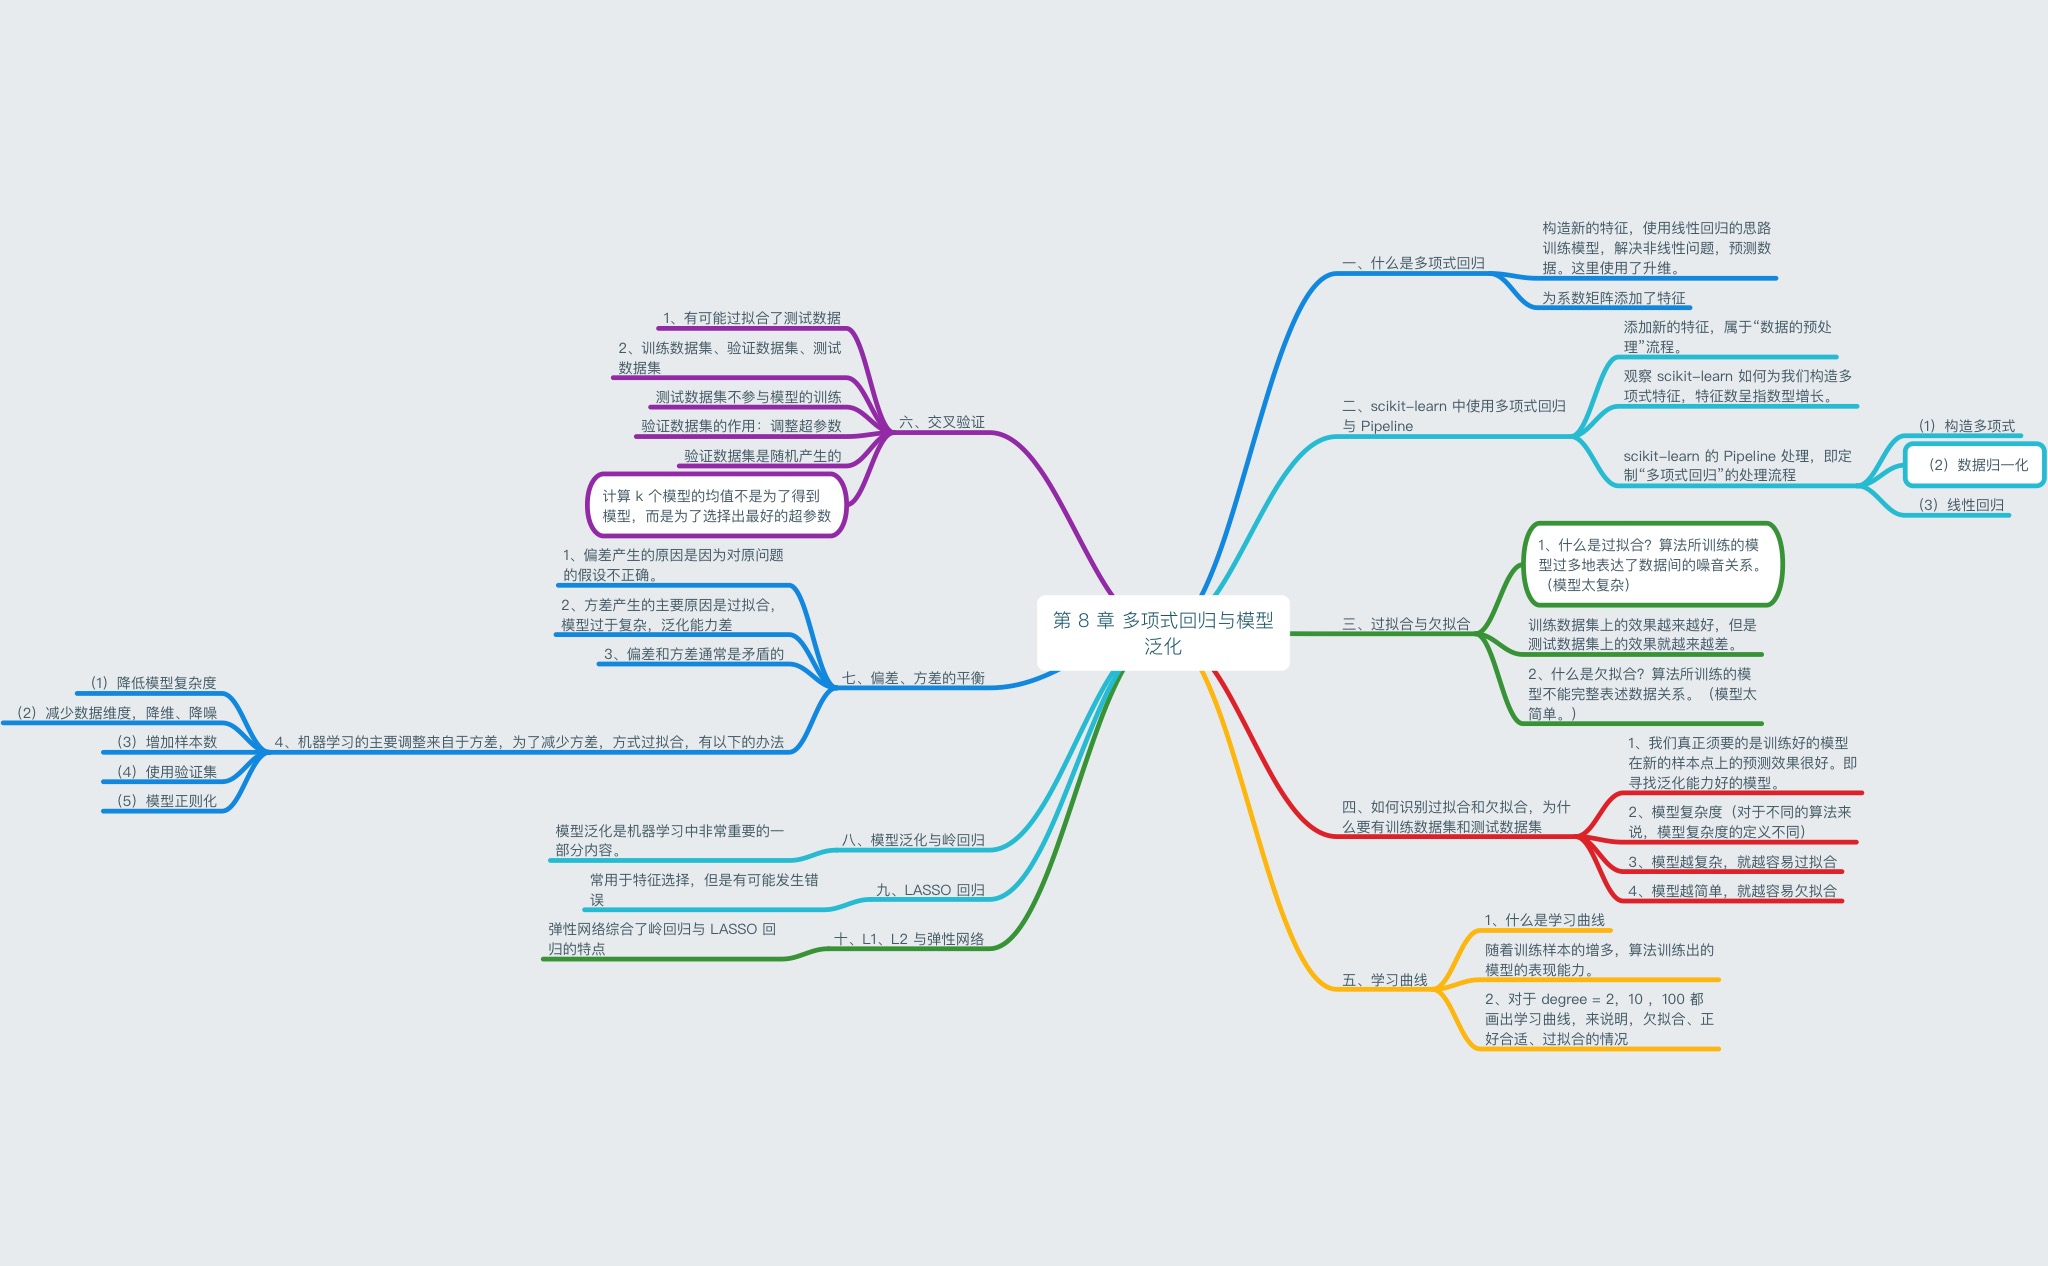 第 8 章 多项式回归与模型
泛化
一、什么是多项式回归
构造新的特征，使用线性回归的思路
训练模型，解决非线性问题，预测数
据。这里使用了升维。
为系数矩阵添加了特征
二、scikit-learn 中使用多项式回归
与 Pipeline
添加新的特征，属于“数据的预处
理”流程。
观察 scikit-learn 如何为我们构造多
项式特征，特征数呈指数型增长。
scikit-learn 的 Pipeline 处理，即定
制“多项式回归”的处理流程
（1）构造多项式
（2）数据归一化
（3）线性回归
三、过拟合与欠拟合
1、什么是过拟合？算法所训练的模
型过多地表达了数据间的噪音关系。
（模型太复杂）
训练数据集上的效果越来越好，但是
测试数据集上的效果就越来越差。
2、什么是欠拟合？算法所训练的模
型不能完整表述数据关系。（模型太
简单。）
四、如何识别过拟合和欠拟合，为什
么要有训练数据集和测试数据集
1、我们真正须要的是训练好的模型
在新的样本点上的预测效果很好。即
寻找泛化能力好的模型。
2、模型复杂度（对于不同的算法来
说，模型复杂度的定义不同）
3、模型越复杂，就越容易过拟合
4、模型越简单，就越容易欠拟合
五、学习曲线
1、什么是学习曲线
随着训练样本的增多，算法训练出的
模型的表现能力。
2、对于 degree = 2，10 ，100 都
画出学习曲线，来说明，欠拟合、正
好合适、过拟合的情况
六、交叉验证
1、有可能过拟合了测试数据
2、训练数据集、验证数据集、测试
数据集
测试数据集不参与模型的训练
验证数据集的作用：调整超参数
验证数据集是随机产生的
计算 k 个模型的均值不是为了得到
模型，而是为了选择出最好的超参数
七、偏差、方差的平衡
1、偏差产生的原因是因为对原问题
的假设不正确。
2、方差产生的主要原因是过拟合，
模型过于复杂，泛化能力差
3、偏差和方差通常是矛盾的
4、机器学习的主要调整来自于方差，为了减少方差，方式过拟合，有以下的办法
（1）降低模型复杂度
（2）减少数据维度，降维、降噪
（3）增加样本数
（4）使用验证集
（5）模型正则化
八、模型泛化与岭回归
模型泛化是机器学习中非常重要的一
部分内容。
九、LASSO 回归
常用于特征选择，但是有可能发生错
误
十、L1、L2 与弹性网络
弹性网络综合了岭回归与 LASSO 回
归的特点